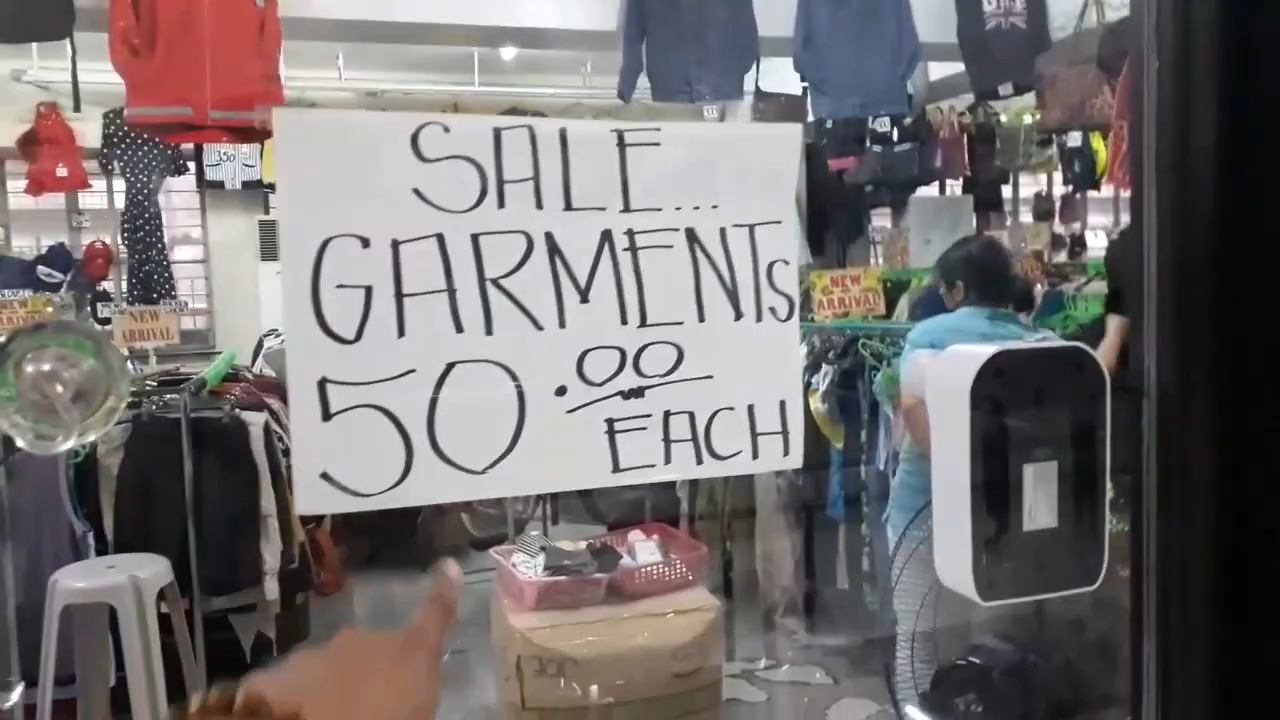 SALE...
GARMENTS
50.00
EACH
350
NEW
ARRIVAL
NEW
ARRIVAL
NEW
ARRIVAL